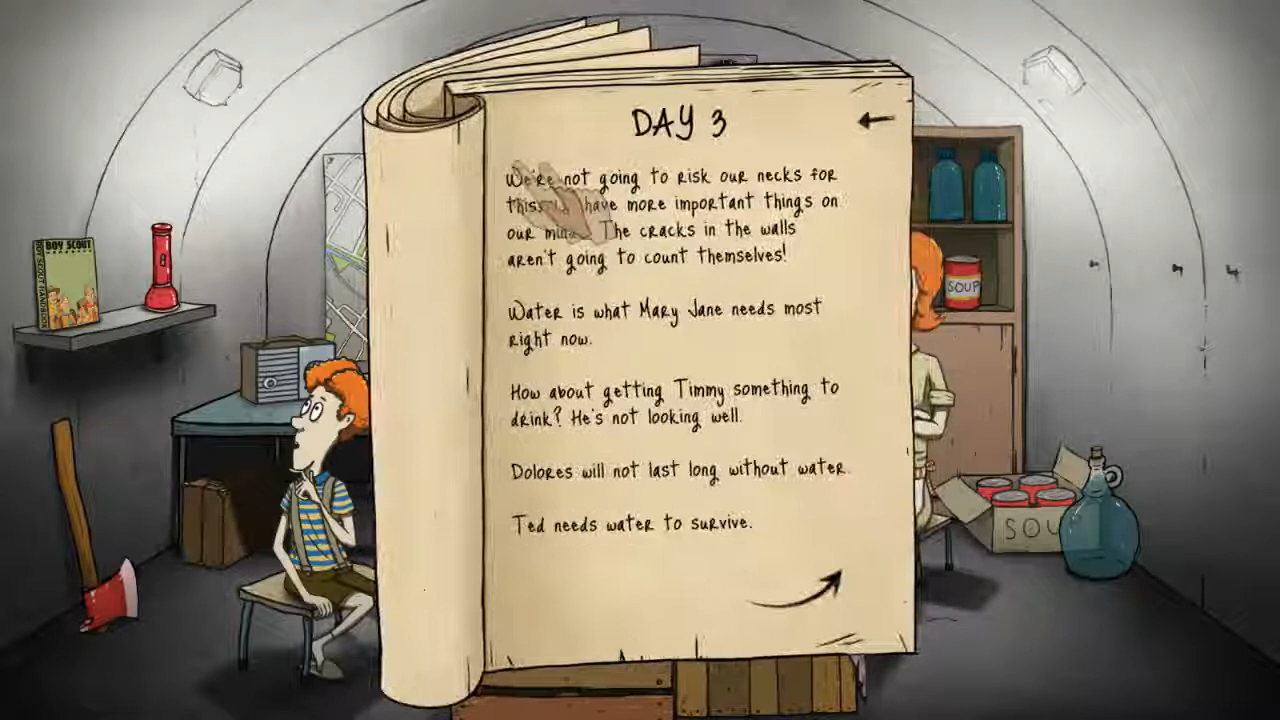 DAY 3
We're not going to risk our necks for
have more important things on
our The cracks in the walls
aren't going to count themselves!
Water is what Mary Jane needs most
right now.
How about getting Timmy something to
drink? He's not looking well.
Dolores will not last long without water.
Ted needs water to survive.
BOY SCOUT
BOY SCOUT HANDBOOK
SOUP
SOU